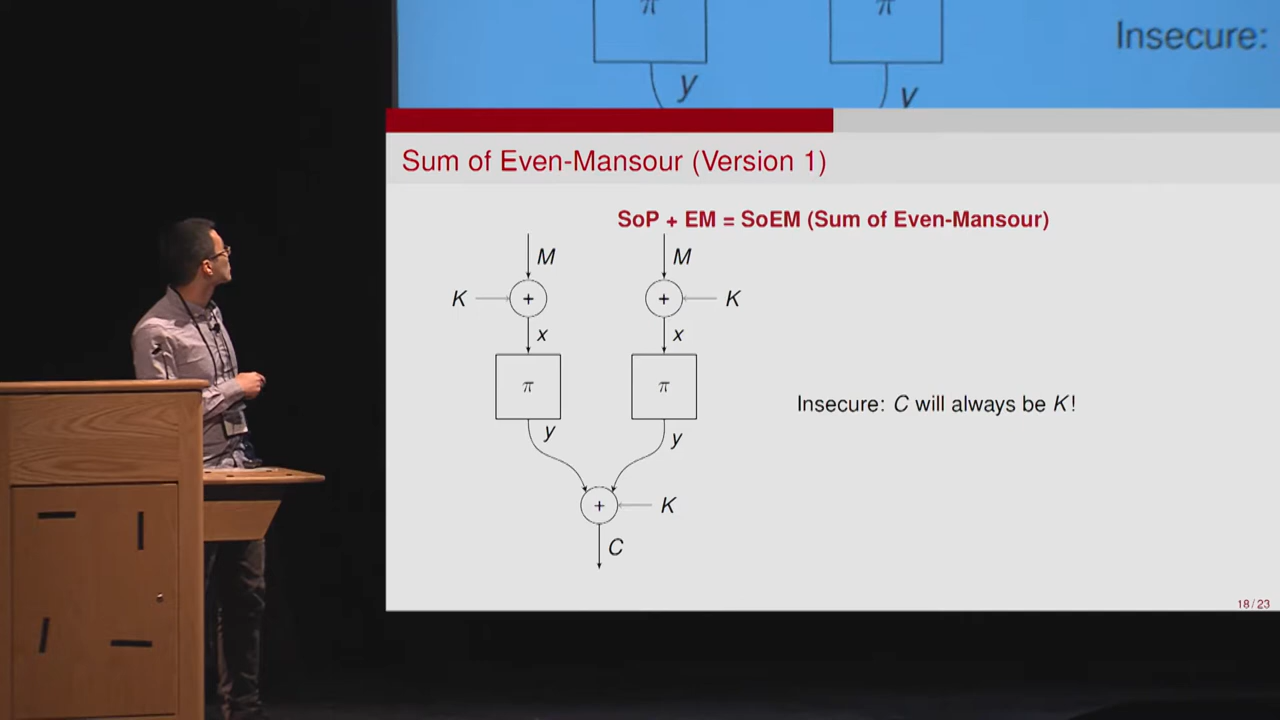 π π
Insecure:
y y
Sum of Even-Mansour (Version 1)
SoP + EM = SoEM (Sum of Even-Mansour)
M M
K + + K
x x
π π
Insecure: C will always be K!
y y
+ K
C
18 / 23